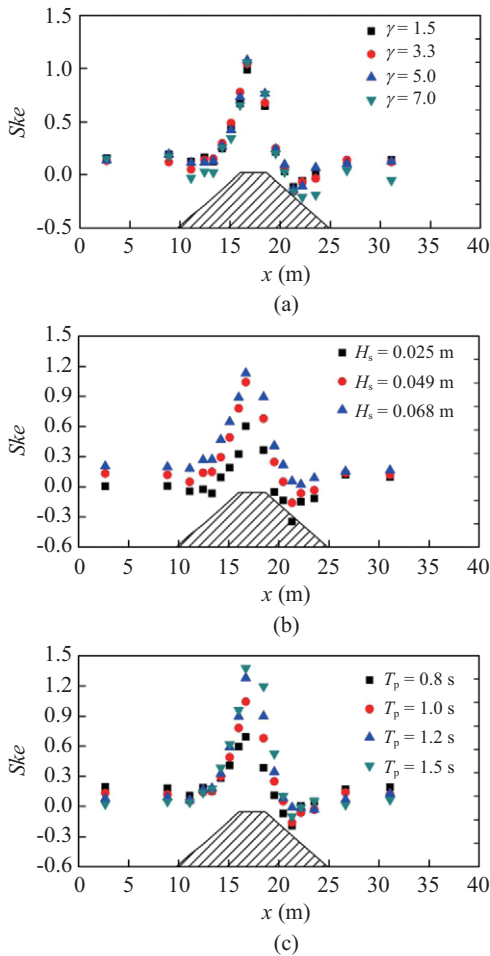 1.5
γ = 1.5
γ = 3.3
γ = 5.0
γ = 7.0
1.0
Ske
0.5
0.0
-0.5
0 5 10 15 20 25 30 35 40
x (m)
(a)
1.5
Hs = 0.025 m
Hs = 0.049 m
Hs = 0.068 m
1.2
0.9
Ske
0.6
0.3
0.0
-0.3
-0.6
0 5 10 15 20 25 30 35 40
x (m)
(b)
1.5
Tp = 0.8 s
Tp = 1.0 s
Tp = 1.2 s
Tp = 1.5 s
1.2
0.9
Ske
0.6
0.3
0.0
-0.3
-0.6
0 5 10 15 20 25 30 35 40
x (m)
(c)